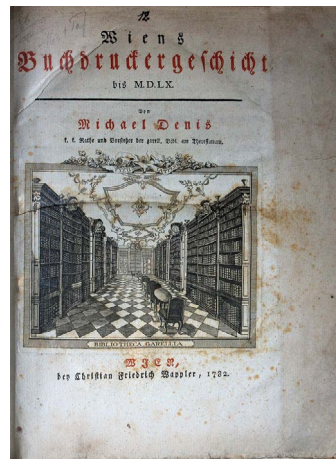 12
Wiens
Buchdruckergeschicht
bis M.D.LX.
Von
Michael Denis
k. k. Rathe und Vorsteher der garell. Bibl. am Theresianum.
BIBLIOTHECA GARELLIA
WIEN,
bey Christian Friedrich Wappler, 1782.